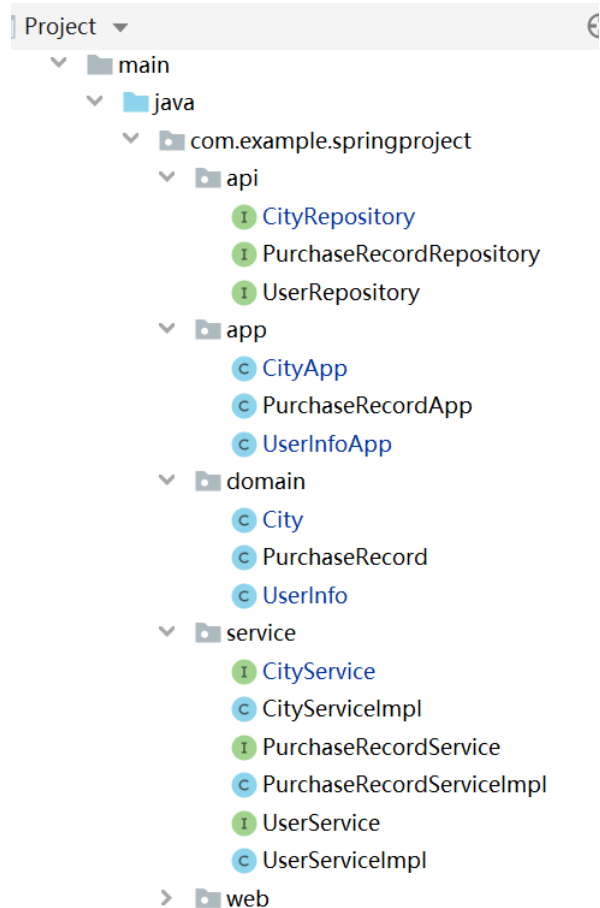 Project
main
java
com.example.springproject
api
CityRepository
PurchaseRecordRepository
UserRepository
app
CityApp
PurchaseRecordApp
UserInfoApp
domain
City
PurchaseRecord
UserInfo
service
CityService
CityServiceImpl
PurchaseRecordService
PurchaseRecordServiceImpl
UserService
UserServiceImpl
web